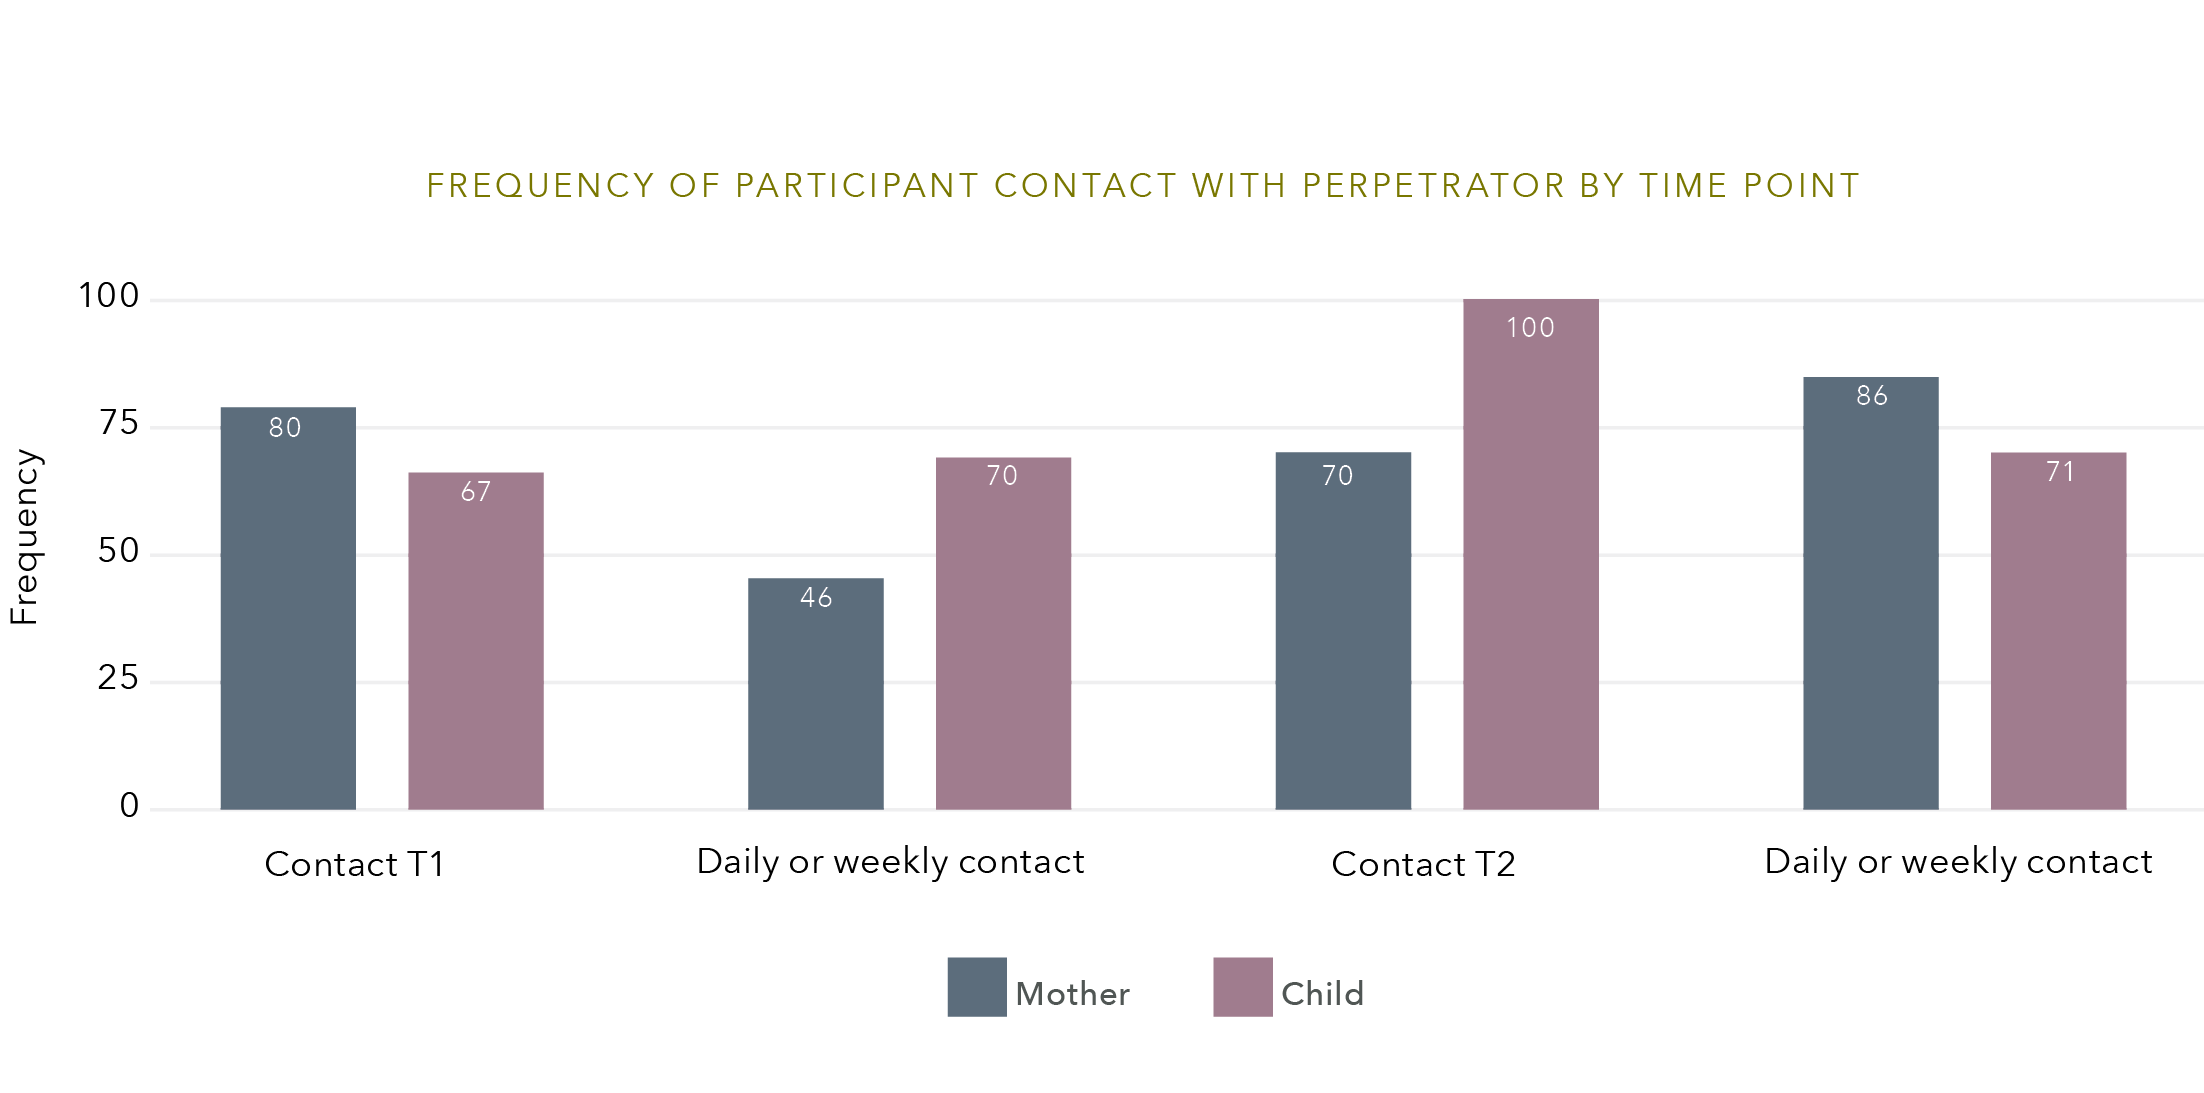 FREQUENCY OF PARTICIPANT CONTACT WITH PERPETRATOR BY TIME POINT
Frequency
100
75
50
25
0
80
67
46
70
70
100
86
71
Contact T1
Daily or weekly contact
Contact T2
Daily or weekly contact
Mother
Child